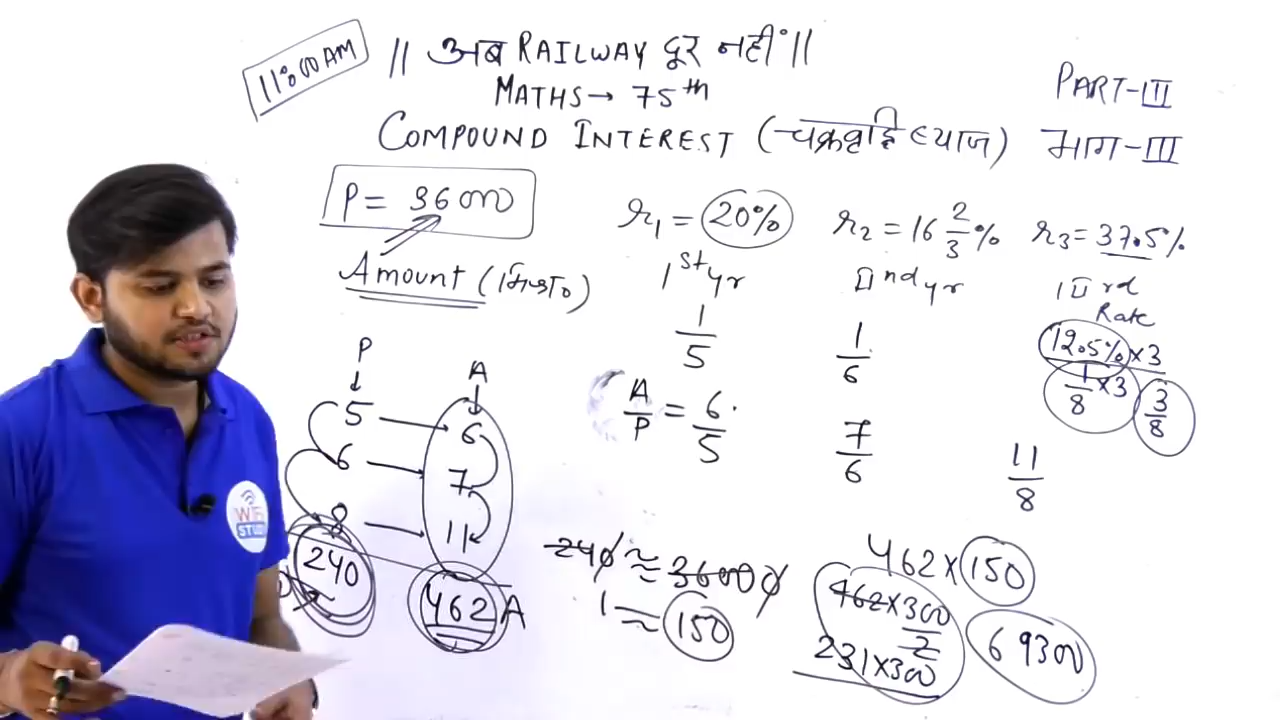 11:00 AM
|| अब RAILWAY दूर नहीं ||
MATHS → 75th
PART-III
COMPOUND INTEREST (चक्रवृद्धि ब्याज) भाग-III
P = 36000
r1 = 20%
r2 = 16 2/3 %
r3 = 37.5%
Amount (मिश्र०)
1st yr
IInd yr
IIIrd
Rate
1/5
1/6
12.5% × 3
1/8 × 3
3/8
P
A
5 → 6
6 → 7
8 → 11
240
462 A
A/P = 6/5
7/6
11/8
240 ≈ 36000
1 ≈ 150
462 × 150
462 × 300
2
231 × 300
69300
WiFi
STUDY